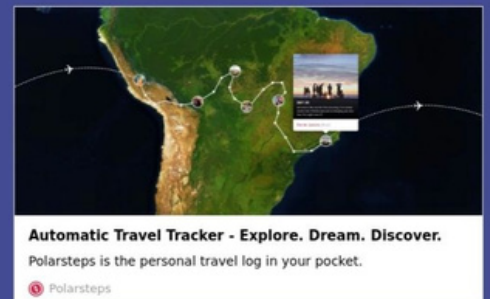 Automatic Travel Tracker - Explore. Dream. Discover.
Polarsteps is the personal travel log in your pocket.
Polarsteps